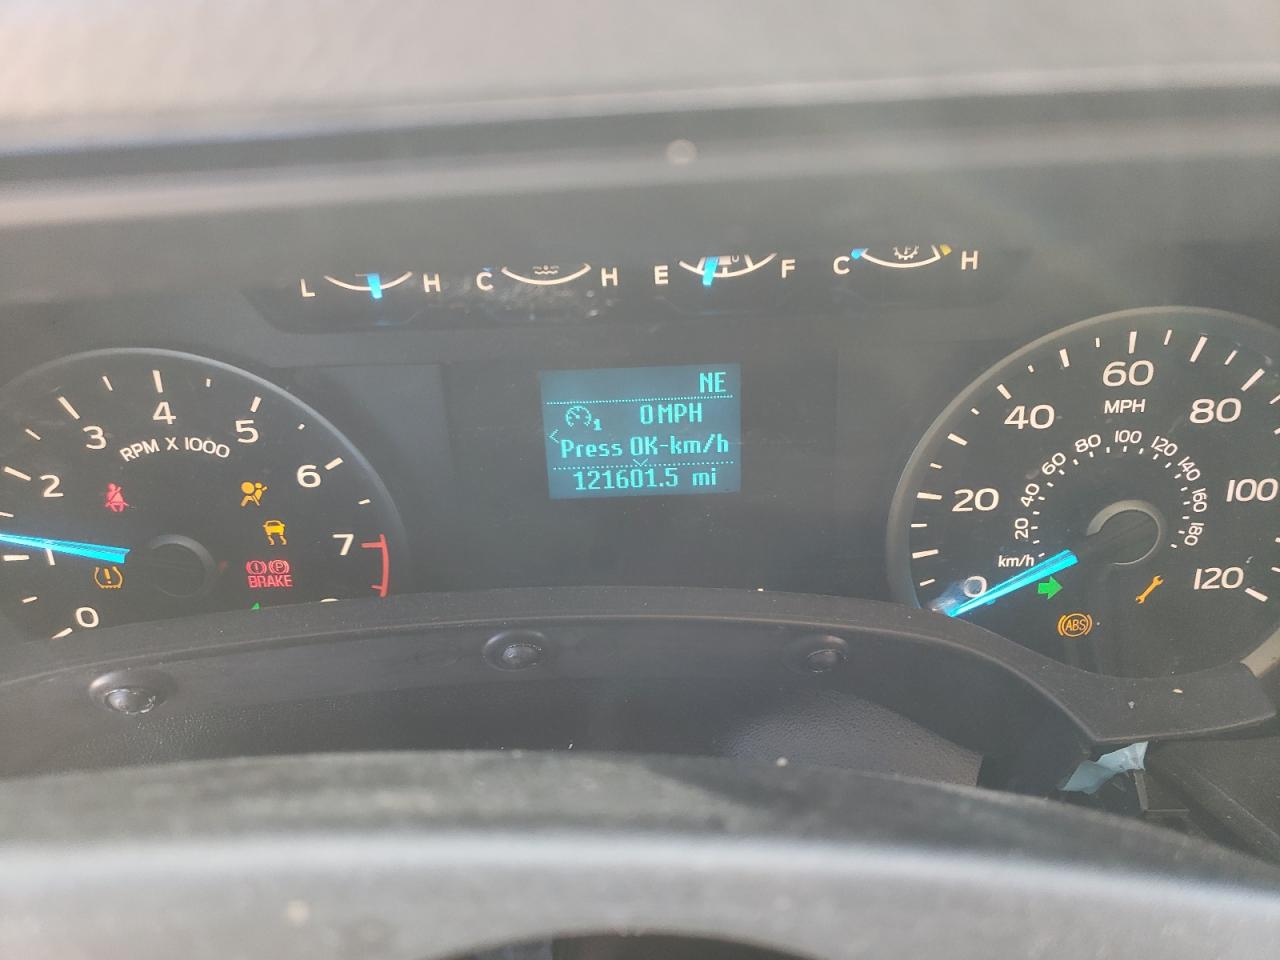 L H C H E F C H
NE
0 MPH
1
Press OK-km/h
121601.5 mi
0 1 2 3 4 5 6 7
RPM X 1000
BRAKE
P
0 20 40 60 80 100 120
MPH
20 40 60 80 100 120 140 160 180
km/h
ABS